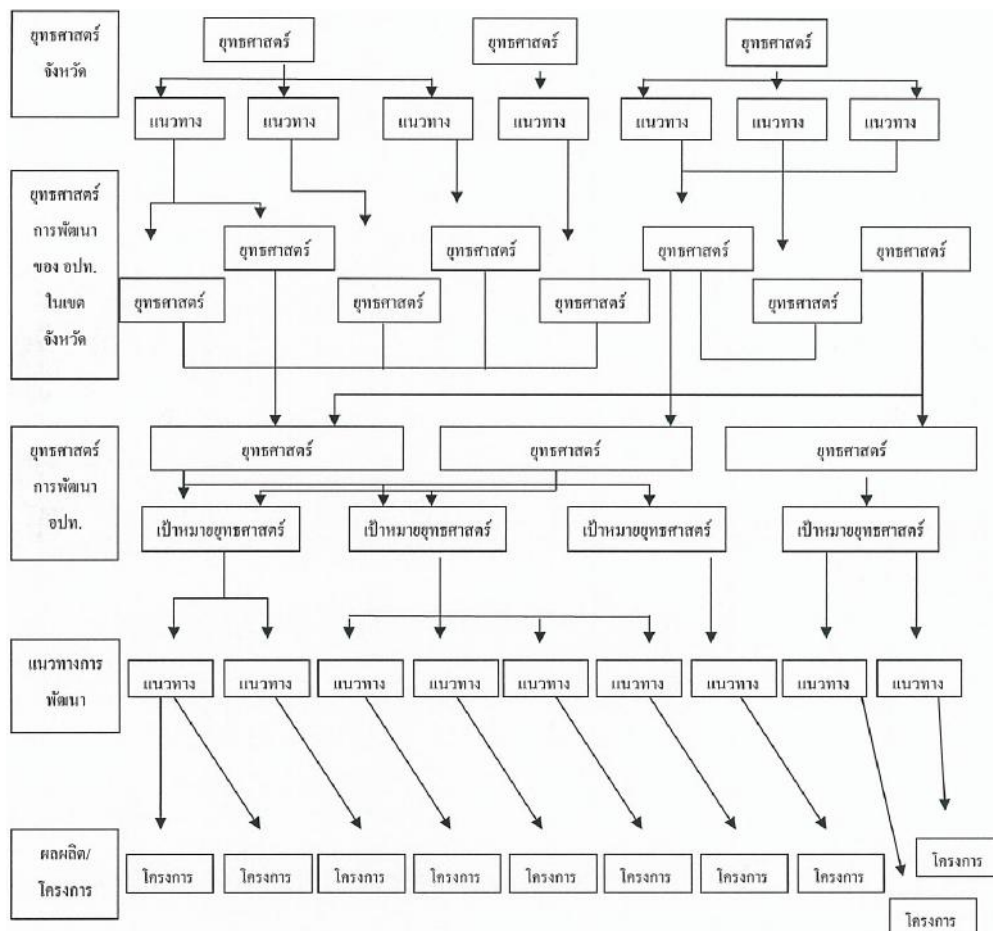 ยุทธศาสตร์
จังหวัด
ยุทธศาสตร์
ยุทธศาสตร์
ยุทธศาสตร์
แนวทาง
แนวทาง
แนวทาง
แนวทาง
แนวทาง
แนวทาง
แนวทาง
ยุทธศาสตร์
การพัฒนา
ของ อปท.
ในเขต
จังหวัด
ยุทธศาสตร์
ยุทธศาสตร์
ยุทธศาสตร์
ยุทธศาสตร์
ยุทธศาสตร์
ยุทธศาสตร์
ยุทธศาสตร์
ยุทธศาสตร์
ยุทธศาสตร์
การพัฒนา
อปท.
ยุทธศาสตร์
ยุทธศาสตร์
ยุทธศาสตร์
เป้าหมายยุทธศาสตร์
เป้าหมายยุทธศาสตร์
เป้าหมายยุทธศาสตร์
เป้าหมายยุทธศาสตร์
แนวทางการ
พัฒนา
แนวทาง
แนวทาง
แนวทาง
แนวทาง
แนวทาง
แนวทาง
แนวทาง
แนวทาง
แนวทาง
ผลผลิต/
โครงการ
โครงการ
โครงการ
โครงการ
โครงการ
โครงการ
โครงการ
โครงการ
โครงการ
โครงการ
โครงการ